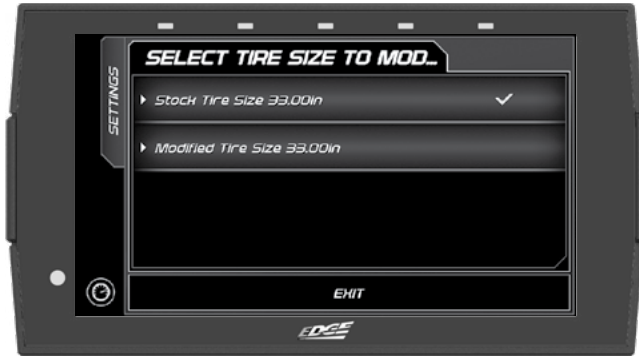 SELECT TIRE SIZE TO MOD...
SETTINGS
Stock Tire Size 33.00in
Modified Tire Size 33.00in
EXIT
EDGE